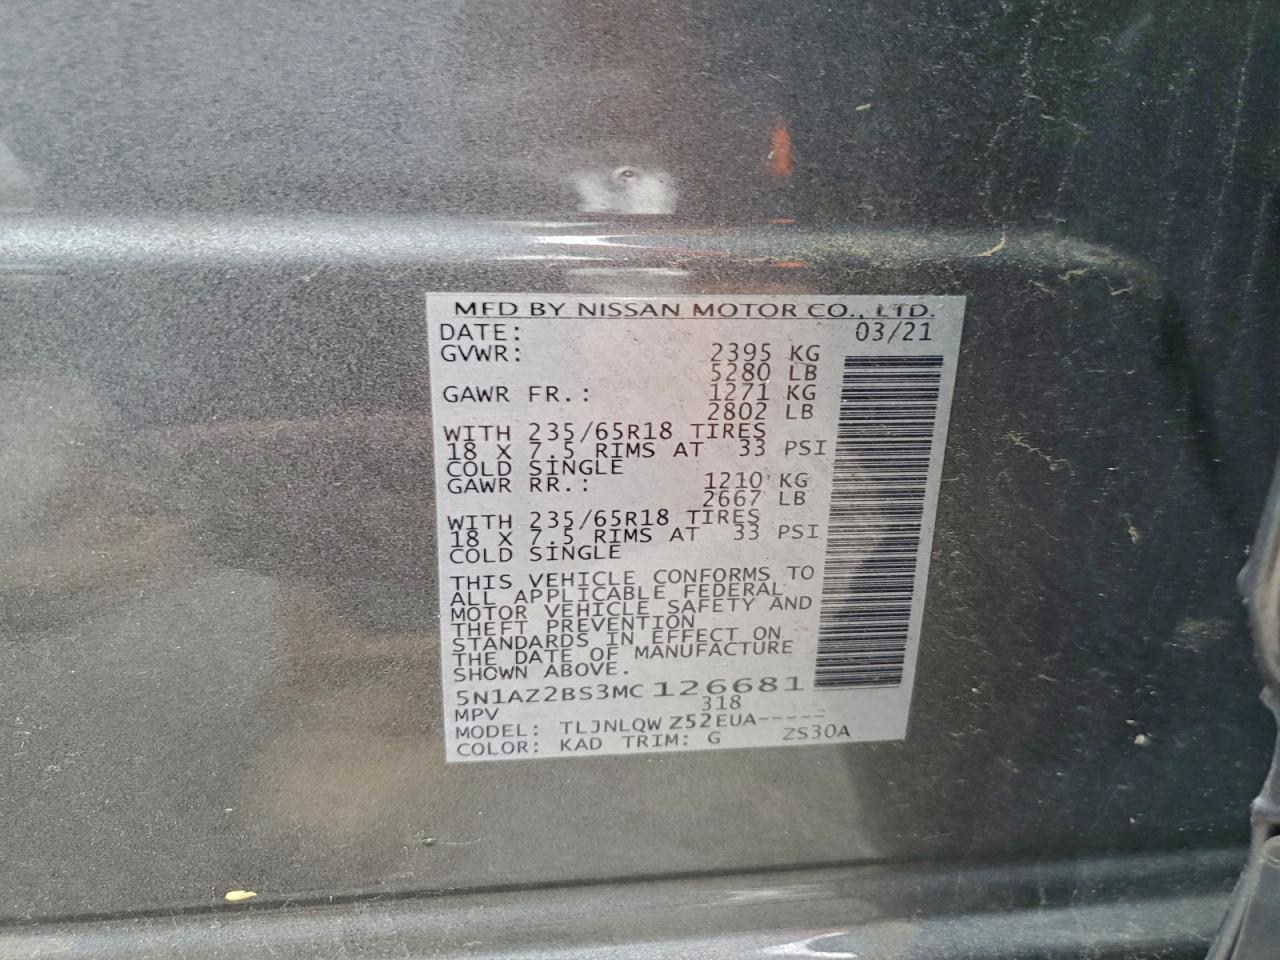 MFD BY NISSAN MOTOR CO., LTD.
DATE: 03/21
GVWR: 2395 KG
5280 LB
GAWR FR.: 1271 KG
2802 LB
WITH 235/65R18 TIRES
18 X 7.5 RIMS AT 33 PSI
COLD SINGLE
GAWR RR.: 1210 KG
2667 LB
WITH 235/65R18 TIRES
18 X 7.5 RIMS AT 33 PSI
COLD SINGLE
THIS VEHICLE CONFORMS TO
ALL APPLICABLE FEDERAL
MOTOR VEHICLE SAFETY AND
THEFT PREVENTION
STANDARDS IN EFFECT ON
THE DATE OF MANUFACTURE
SHOWN ABOVE.
5N1AZ2BS3MC126681
MPV 318
MODEL: TLJNLQW Z52EUA-----
COLOR: KAD TRIM: G ZS30A